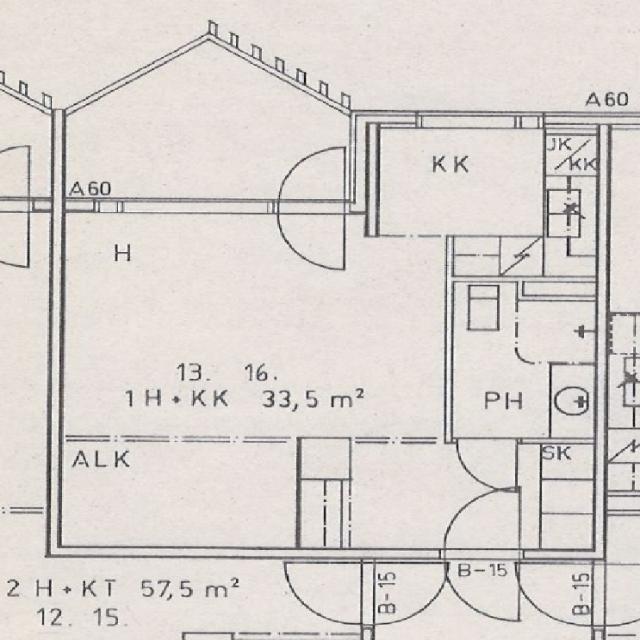 A60
JK
KK
KK
A60
H
13. 16.
1 H + KK 33,5 m²
PH
ALK
SK
B-15
B-15
B-15
2 H + KT 57,5 m²
12. 15.